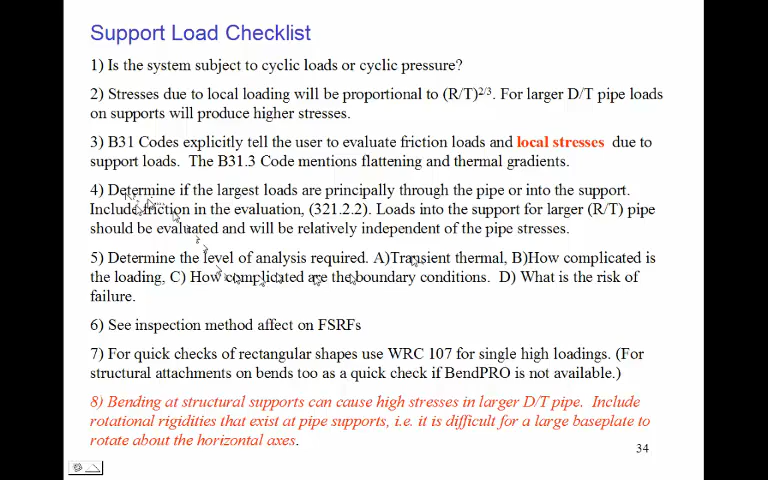 Support Load Checklist
1) Is the system subject to cyclic loads or cyclic pressure?
2) Stresses due to local loading will be proportional to (R/T)2/3. For larger D/T pipe loads
on supports will produce higher stresses.
3) B31 Codes explicitly tell the user to evaluate friction loads and local stresses due to
support loads. The B31.3 Code mentions flattening and thermal gradients.
4) Determine if the largest loads are principally through the pipe or into the support.
Include friction in the evaluation, (321.2.2). Loads into the support for larger (R/T) pipe
should be evaluated and will be relatively independent of the pipe stresses.
5) Determine the level of analysis required. A)Transient thermal, B)How complicated is
the loading, C) How complicated are the boundary conditions. D) What is the risk of
failure.
6) See inspection method affect on FSRFs
7) For quick checks of rectangular shapes use WRC 107 for single high loadings. (For
structural attachments on bends too as a quick check if BendPRO is not available.)
8) Bending at structural supports can cause high stresses in larger D/T pipe. Include
rotational rigidities that exist at pipe supports, i.e. it is difficult for a large baseplate to
rotate about the horizontal axes.
34